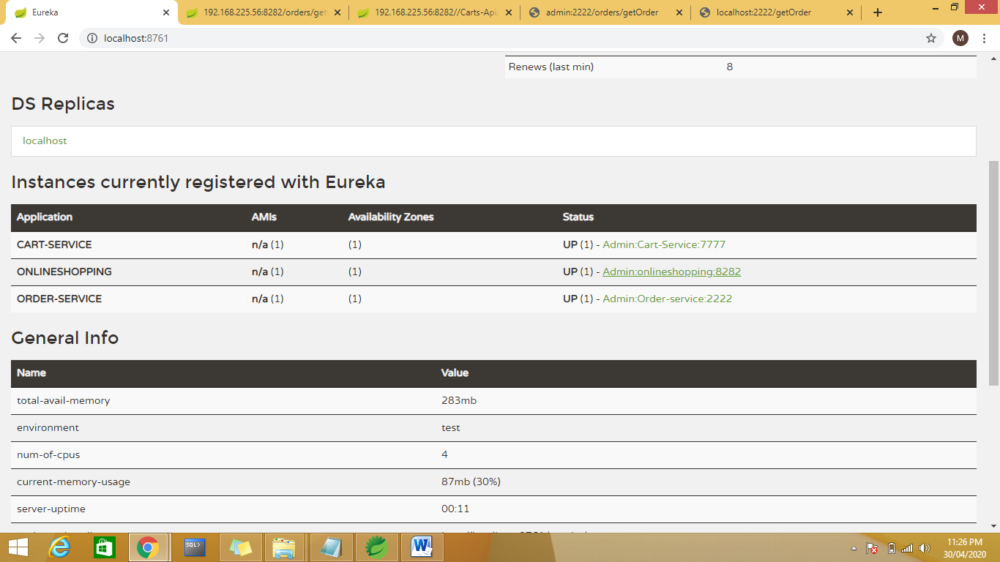 Eureka
192.168.225.56:8282/orders/get
192.168.225.56:8282//Carts-Api/
admin:2222/orders/getOrder
localhost:2222/getOrder
localhost:8761
M
Renews (last min) 8
DS Replicas
localhost
Instances currently registered with Eureka
Application AMIs Availability Zones Status
CART-SERVICE n/a (1) (1) UP (1) - Admin:Cart-Service:7777
ONLINESHOPPING n/a (1) (1) UP (1) - Admin:onlineshopping:8282
ORDER-SERVICE n/a (1) (1) UP (1) - Admin:Order-service:2222
General Info
Name Value
total-avail-memory 283mb
environment test
num-of-cpus 4
current-memory-usage 87mb (30%)
server-uptime 00:11
SQL>
W
11:26 PM
30/04/2020